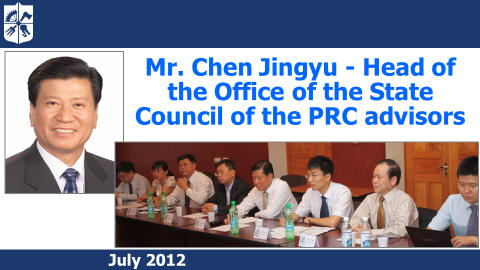 Mr. Chen Jingyu - Head of
the Office of the State
Council of the PRC advisors
July 2012